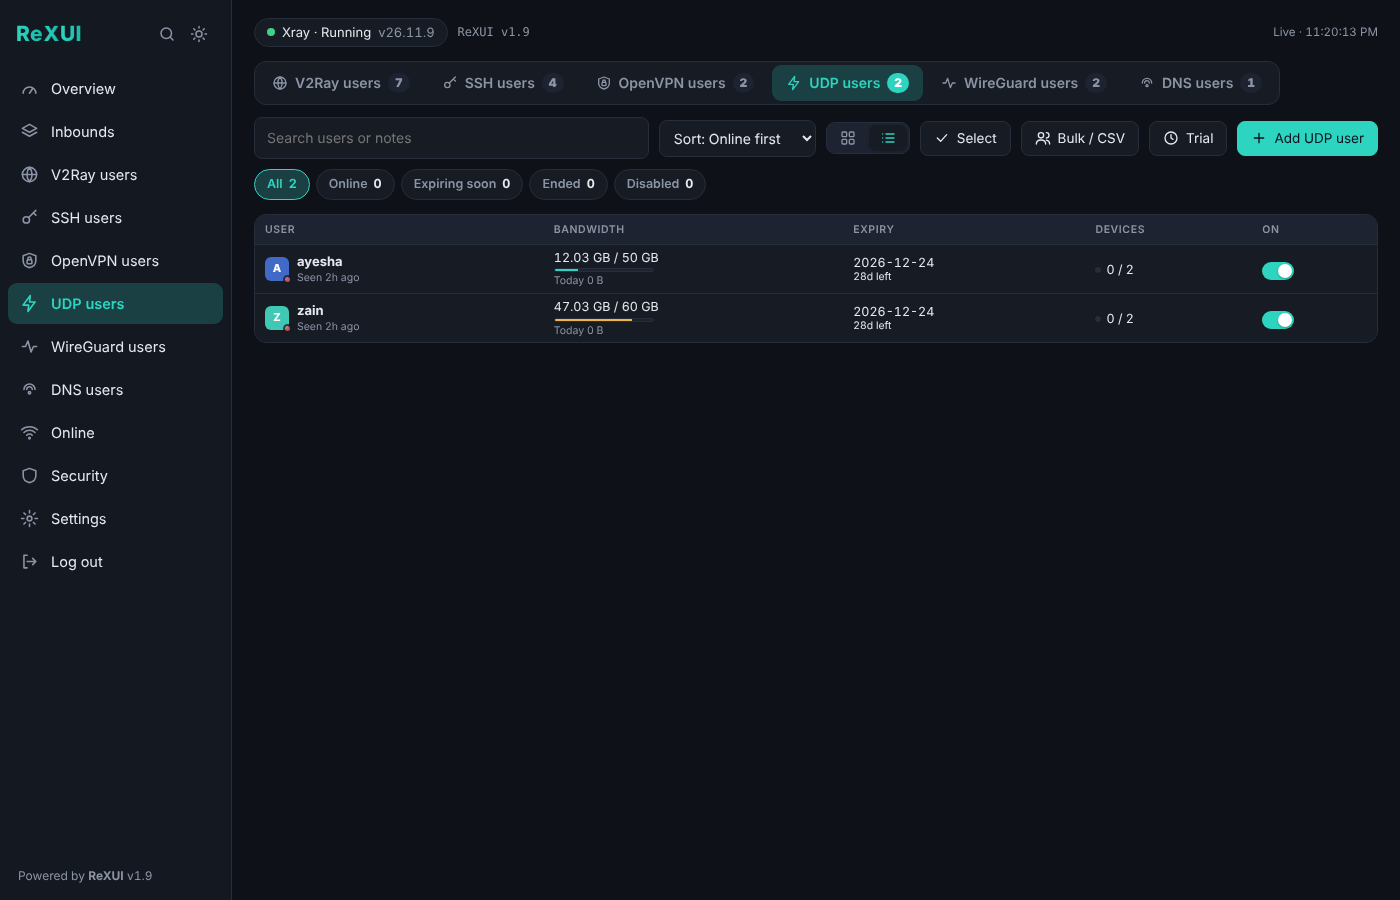 ReXUI
Xray · Running v26.11.9
ReXUI v1.9
Live · 11:20:13 PM
Overview
Inbounds
V2Ray users
SSH users
OpenVPN users
UDP users
WireGuard users
DNS users
Online
Security
Settings
Log out
Powered by ReXUI v1.9
V2Ray users 7
SSH users 4
OpenVPN users 2
UDP users 2
WireGuard users 2
DNS users 1
Search users or notes
Sort: Online first
Select
Bulk / CSV
Trial
Add UDP user
All 2
Online 0
Expiring soon 0
Ended 0
Disabled 0
USER BANDWIDTH EXPIRY DEVICES ON
A
ayesha
Seen 2h ago
12.03 GB / 50 GB
Today 0 B
2026-12-24
28d left
0 / 2
Z
zain
Seen 2h ago
47.03 GB / 60 GB
Today 0 B
2026-12-24
28d left
0 / 2